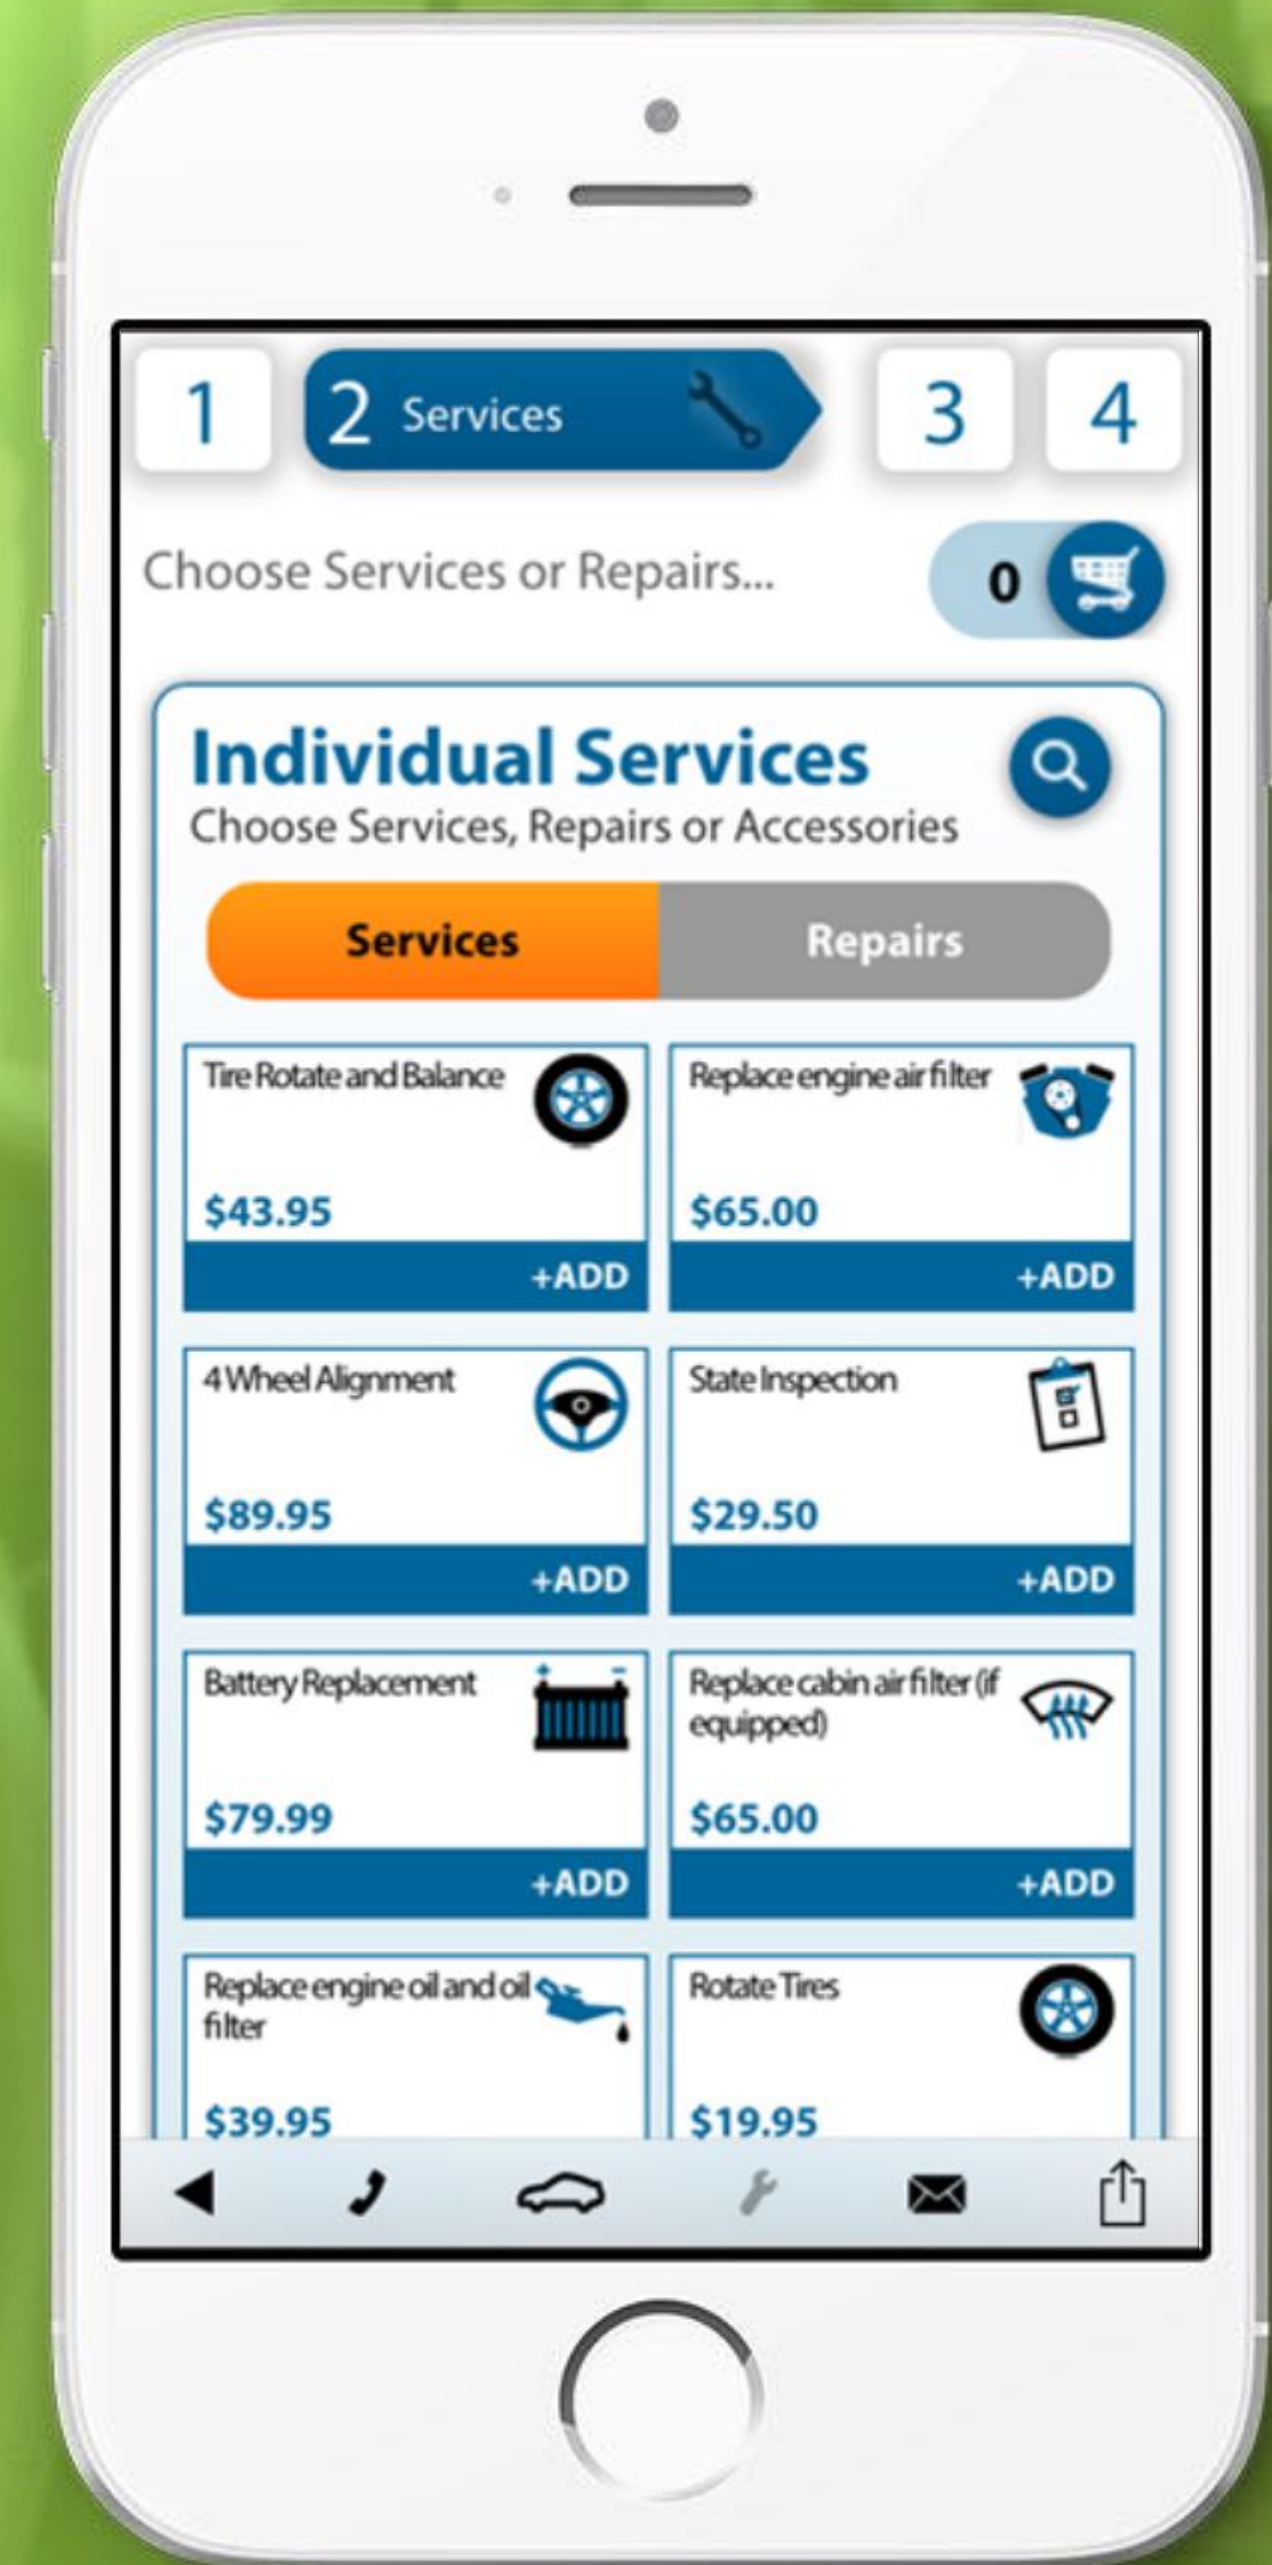 1
2 Services
3
4
Choose Services or Repairs...
0
Individual Services
Choose Services, Repairs or Accessories
Services
Repairs
Tire Rotate and Balance
$43.95
+ADD
Replace engine air filter
$65.00
+ADD
4 Wheel Alignment
$89.95
+ADD
State Inspection
$29.50
+ADD
Battery Replacement
$79.99
+ADD
Replace cabin air filter (if
equipped)
$65.00
+ADD
Replace engine oil and oil
filter
$39.95
Rotate Tires
$19.95